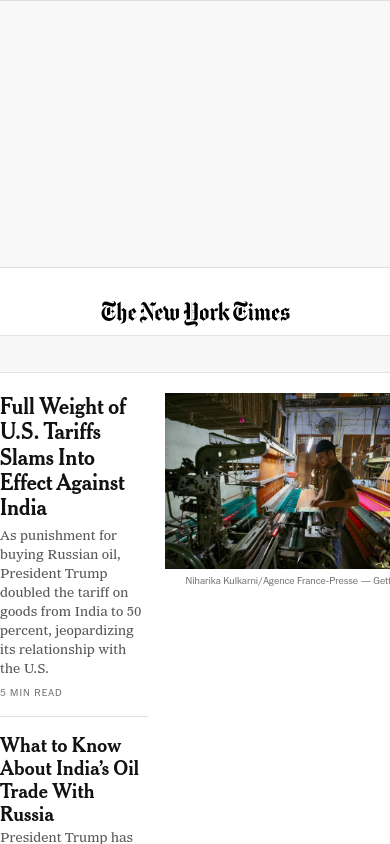 The New York Times
Full Weight of
U.S. Tariffs
Slams Into
Effect Against
India
As punishment for
buying Russian oil,
President Trump
doubled the tariff on
goods from India to 50
percent, jeopardizing
its relationship with
the U.S.
5 MIN READ
Niharika Kulkarni/Agence France-Presse — Gett
What to Know
About India’s Oil
Trade With
Russia
President Trump has